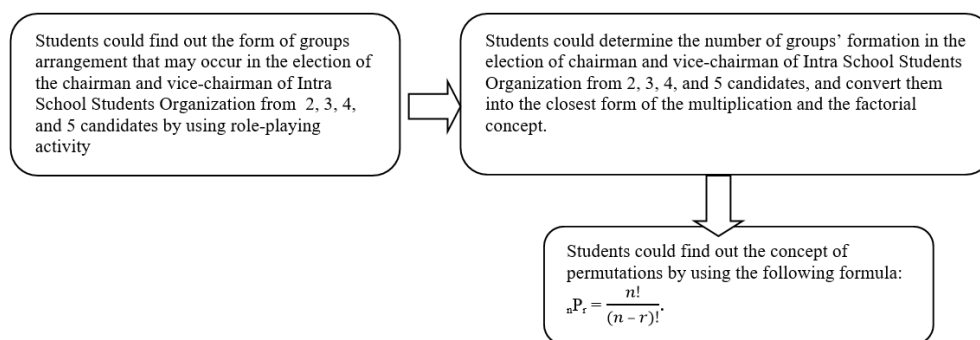 Students could find out the form of groups
arrangement that may occur in the election of
the chairman and vice-chairman of Intra
School Students Organization from  2, 3, 4,
and 5 candidates by using role-playing
activity
Students could determine the number of groups’ formation in the
election of chairman and vice-chairman of Intra School Students
Organization from 2, 3, 4, and 5 candidates, and convert them
into the closest form of the multiplication and the factorial
concept.
Students could find out the concept of
permutations by using the following formula:
ₙPᵣ = n!/(n − r)!.